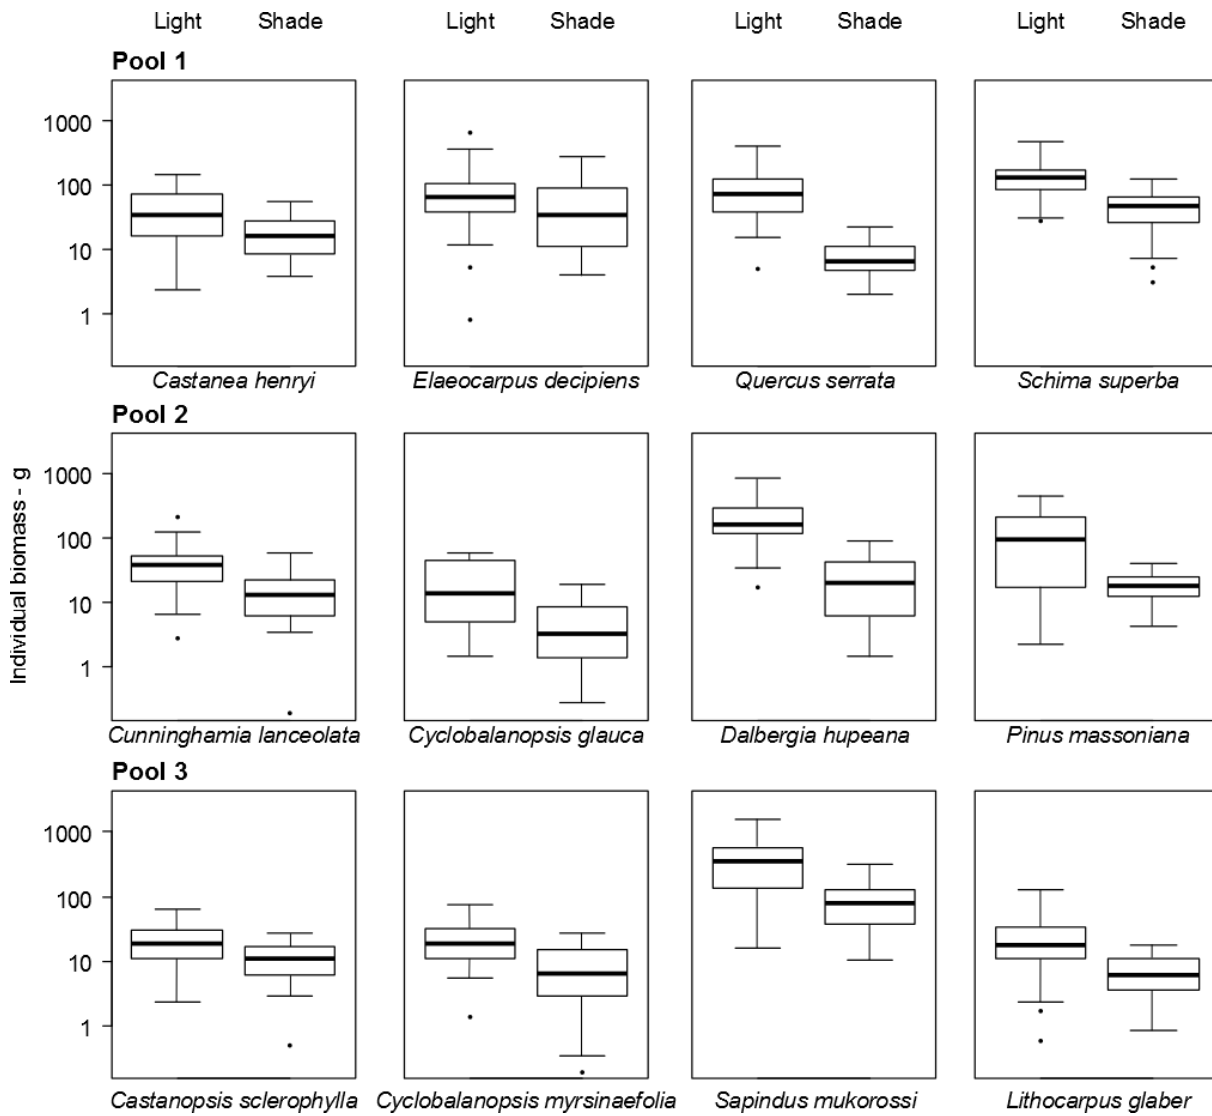 Light Shade Light Shade Light Shade Light Shade
Pool 1
1000
100
10
1
Castanea henryi Elaeocarpus decipiens Quercus serrata Schima superba
Pool 2
Individual biomass - g
1000
100
10
1
Cunninghamia lanceolata Cyclobalanopsis glauca Dalbergia hupeana Pinus massoniana
Pool 3
1000
100
10
1
Castanopsis sclerophylla Cyclobalanopsis myrsinaefolia Sapindus mukorossi Lithocarpus glaber